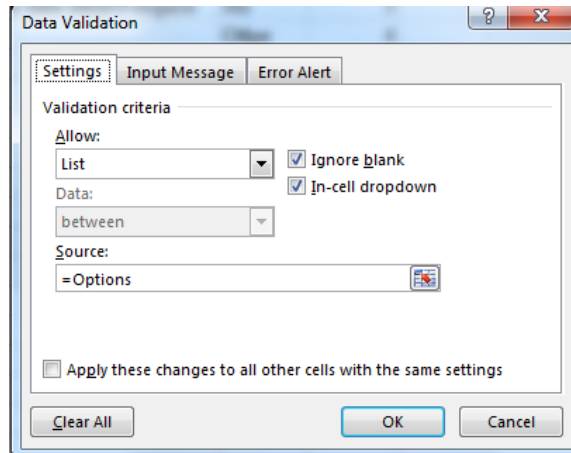 Data Validation
?
X
Settings
Input Message
Error Alert
Validation criteria
Allow:
List
Ignore blank
Data:
In-cell dropdown
between
Source:
=Options
Apply these changes to all other cells with the same settings
Clear All
OK
Cancel